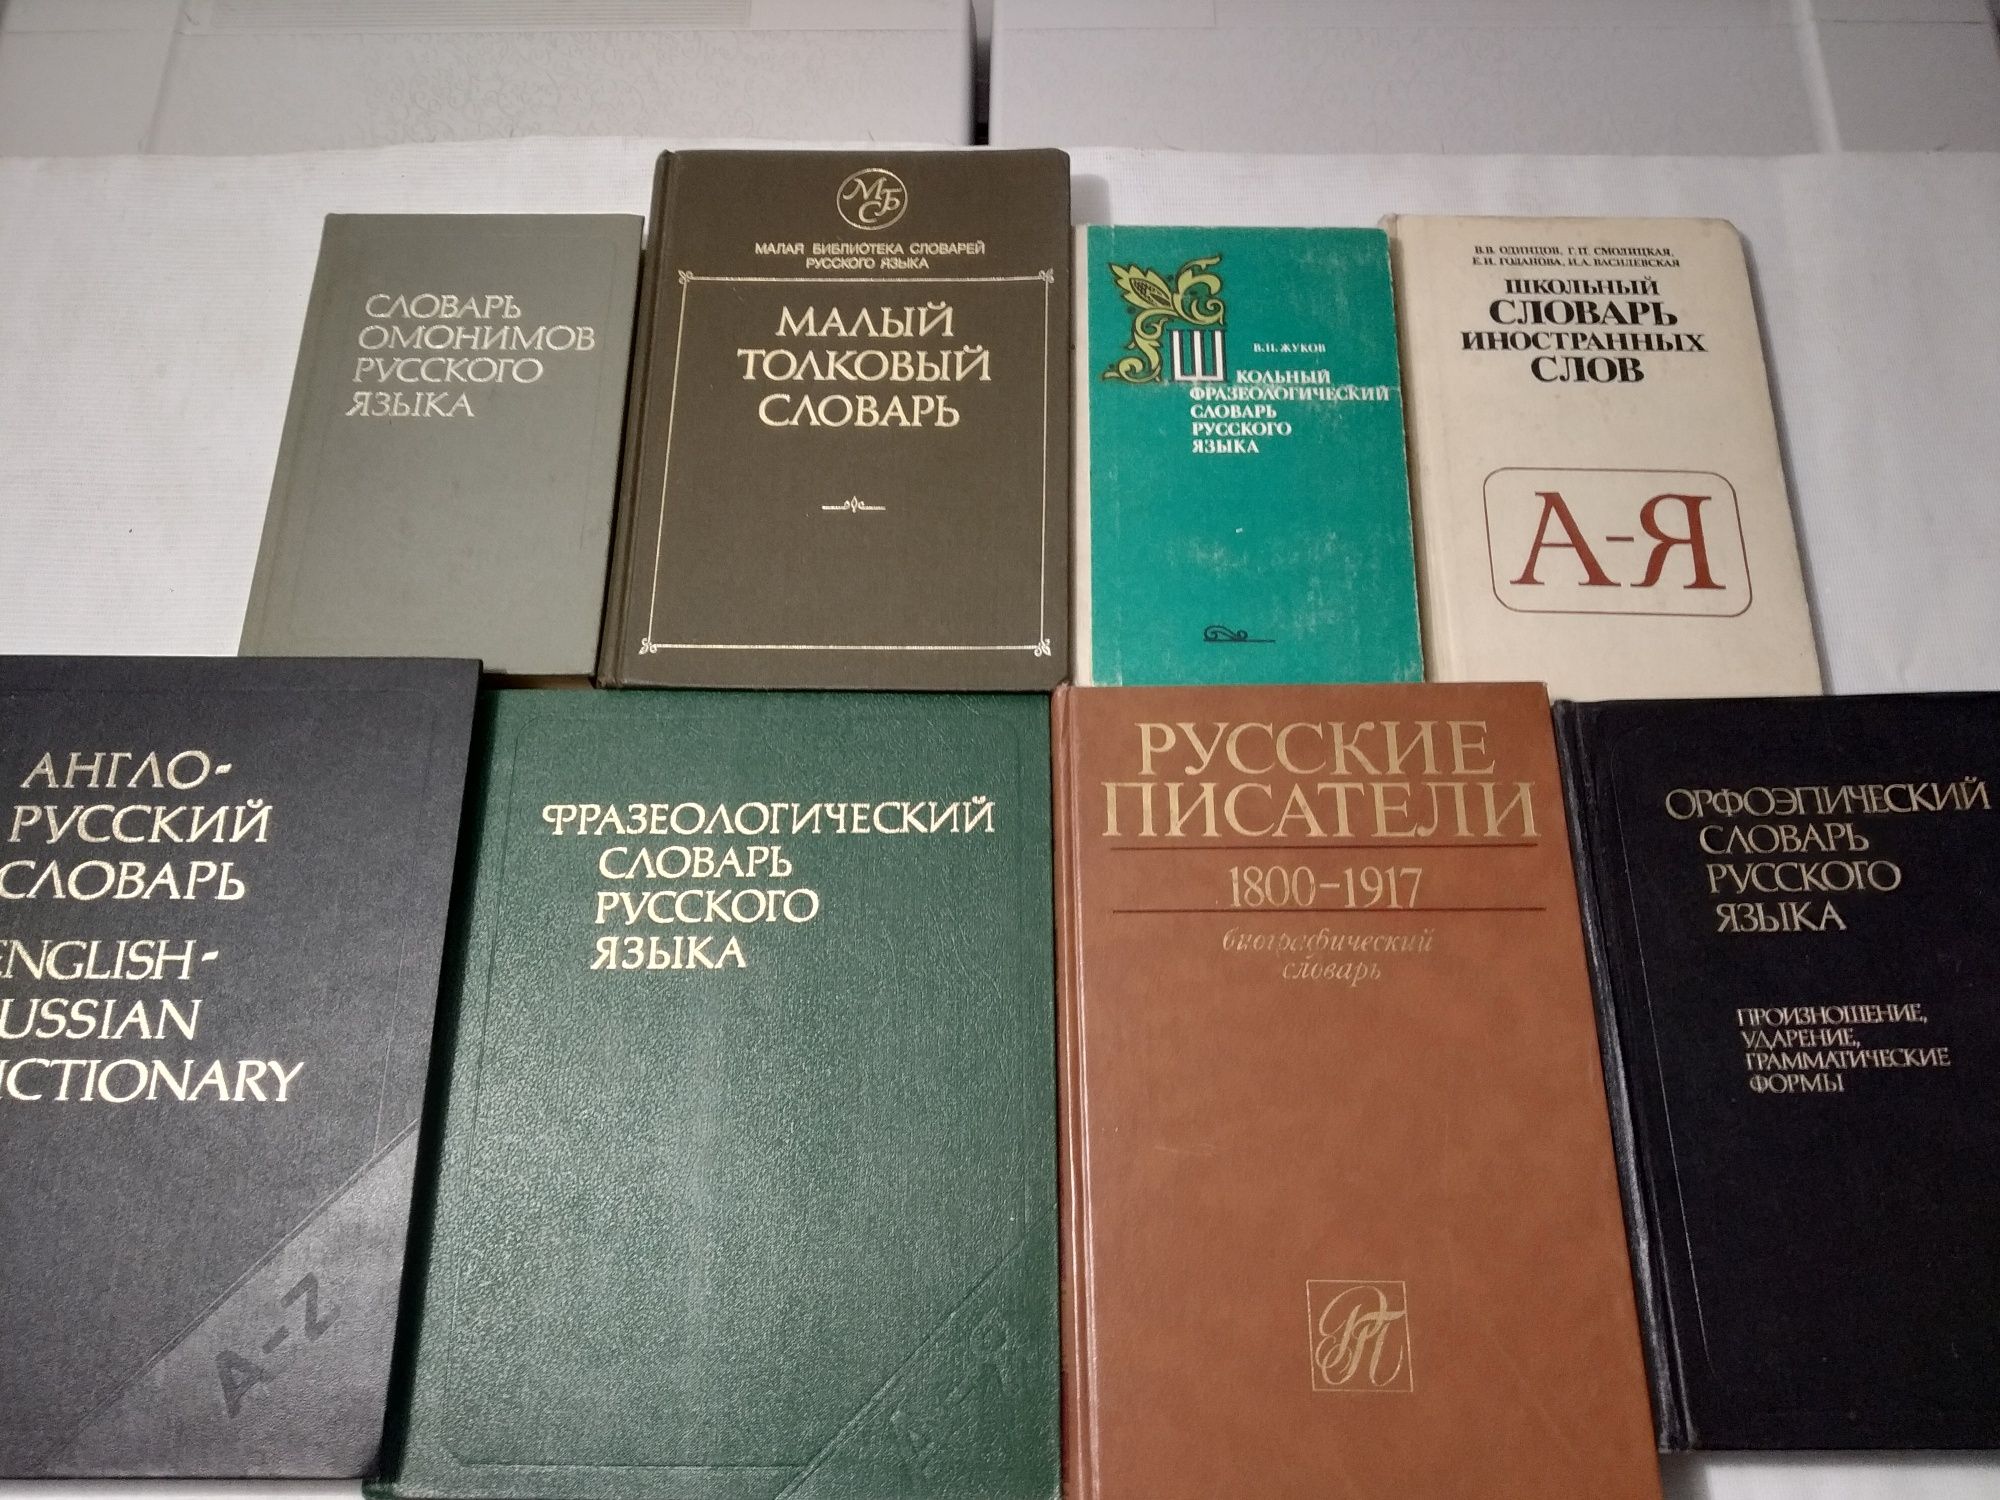 СЛОВАРЬ
ОМОНИМОВ
РУССКОГО
ЯЗЫКА
МБС
МАЛАЯ БИБЛИОТЕКА СЛОВАРЕЙ
РУССКОГО ЯЗЫКА
МАЛЫЙ
ТОЛКОВЫЙ
СЛОВАРЬ
В.П. ЖУКОВ
ШКОЛЬНЫЙ
ФРАЗЕОЛОГИЧЕСКИЙ
СЛОВАРЬ
РУССКОГО
ЯЗЫКА
В.В. ОДИНЦОВ, Г.П. СМОЛИЦКАЯ,
Е.И. ГОЛАНОВА, И.А. ВАСИЛЕВСКАЯ
ШКОЛЬНЫЙ
СЛОВАРЬ
ИНОСТРАННЫХ
СЛОВ
А-Я
АНГЛО-
РУССКИЙ
СЛОВАРЬ
ENGLISH-
USSIAN
ICTIONARY
A-Z
ФРАЗЕОЛОГИЧЕСКИЙ
СЛОВАРЬ
РУССКОГО
ЯЗЫКА
А-Я
РУССКИЕ
ПИСАТЕЛИ
1800-1917
биографический
словарь
РП
ОРФОЭПИЧЕСКИЙ
СЛОВАРЬ
РУССКОГО
ЯЗЫКА
ПРОИЗНОШЕНИЕ,
УДАРЕНИЕ,
ГРАММАТИЧЕСКИЕ
ФОРМЫ